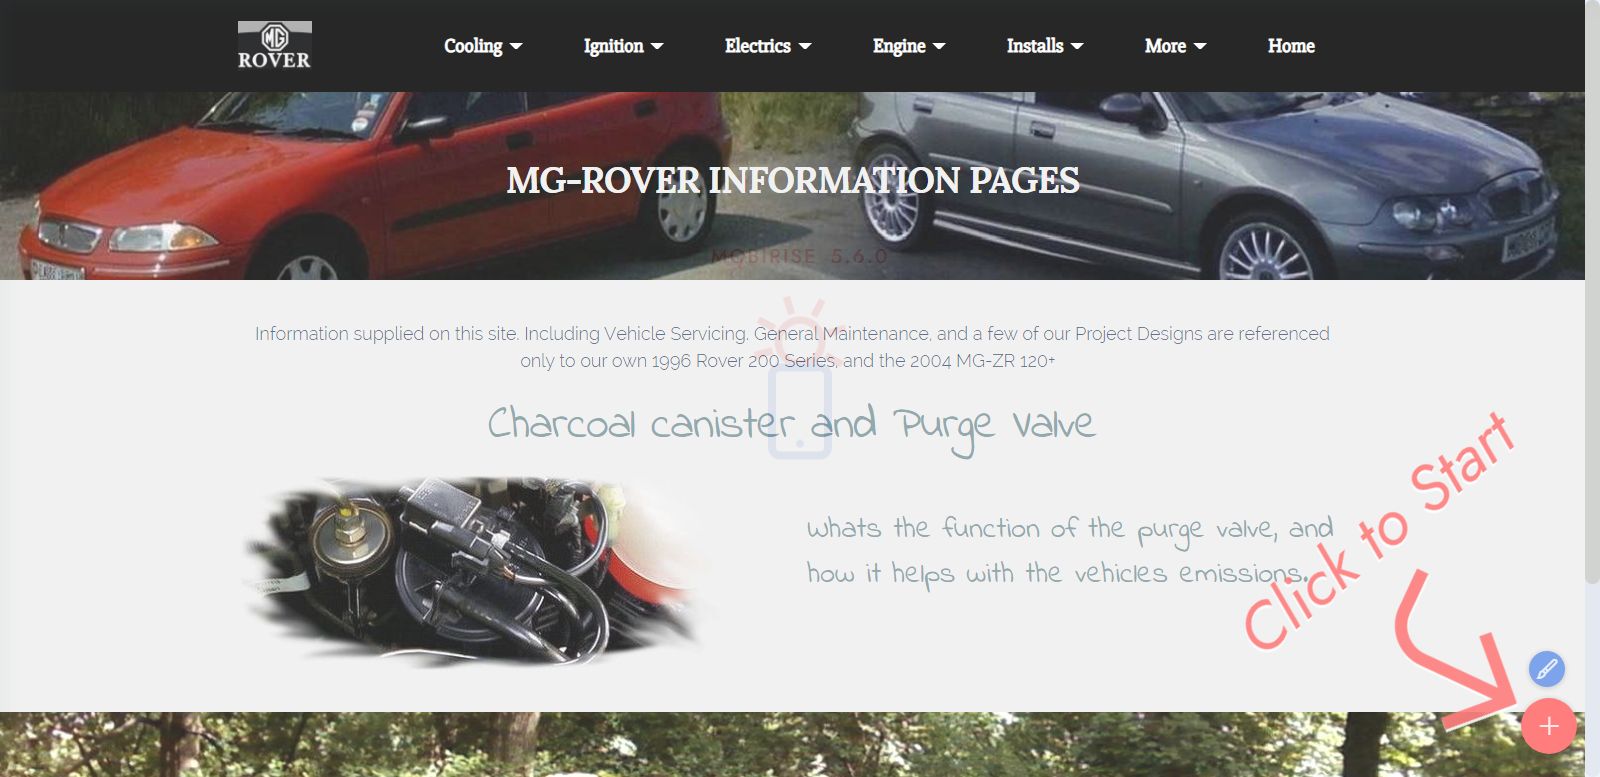 MG
ROVER
Cooling
Ignition
Electrics
Engine
Installs
More
Home
MG-ROVER INFORMATION PAGES
MOBIRISE 5.6.0
Information supplied on this site. Including Vehicle Servicing. General Maintenance, and a few of our Project Designs are referenced
only to our own 1996 Rover 200 Series, and the 2004 MG-ZR 120+
Charcoal canister and Purge Valve
Whats the function of the purge valve, and
how it helps with the vehicles emissions.
Click to Start